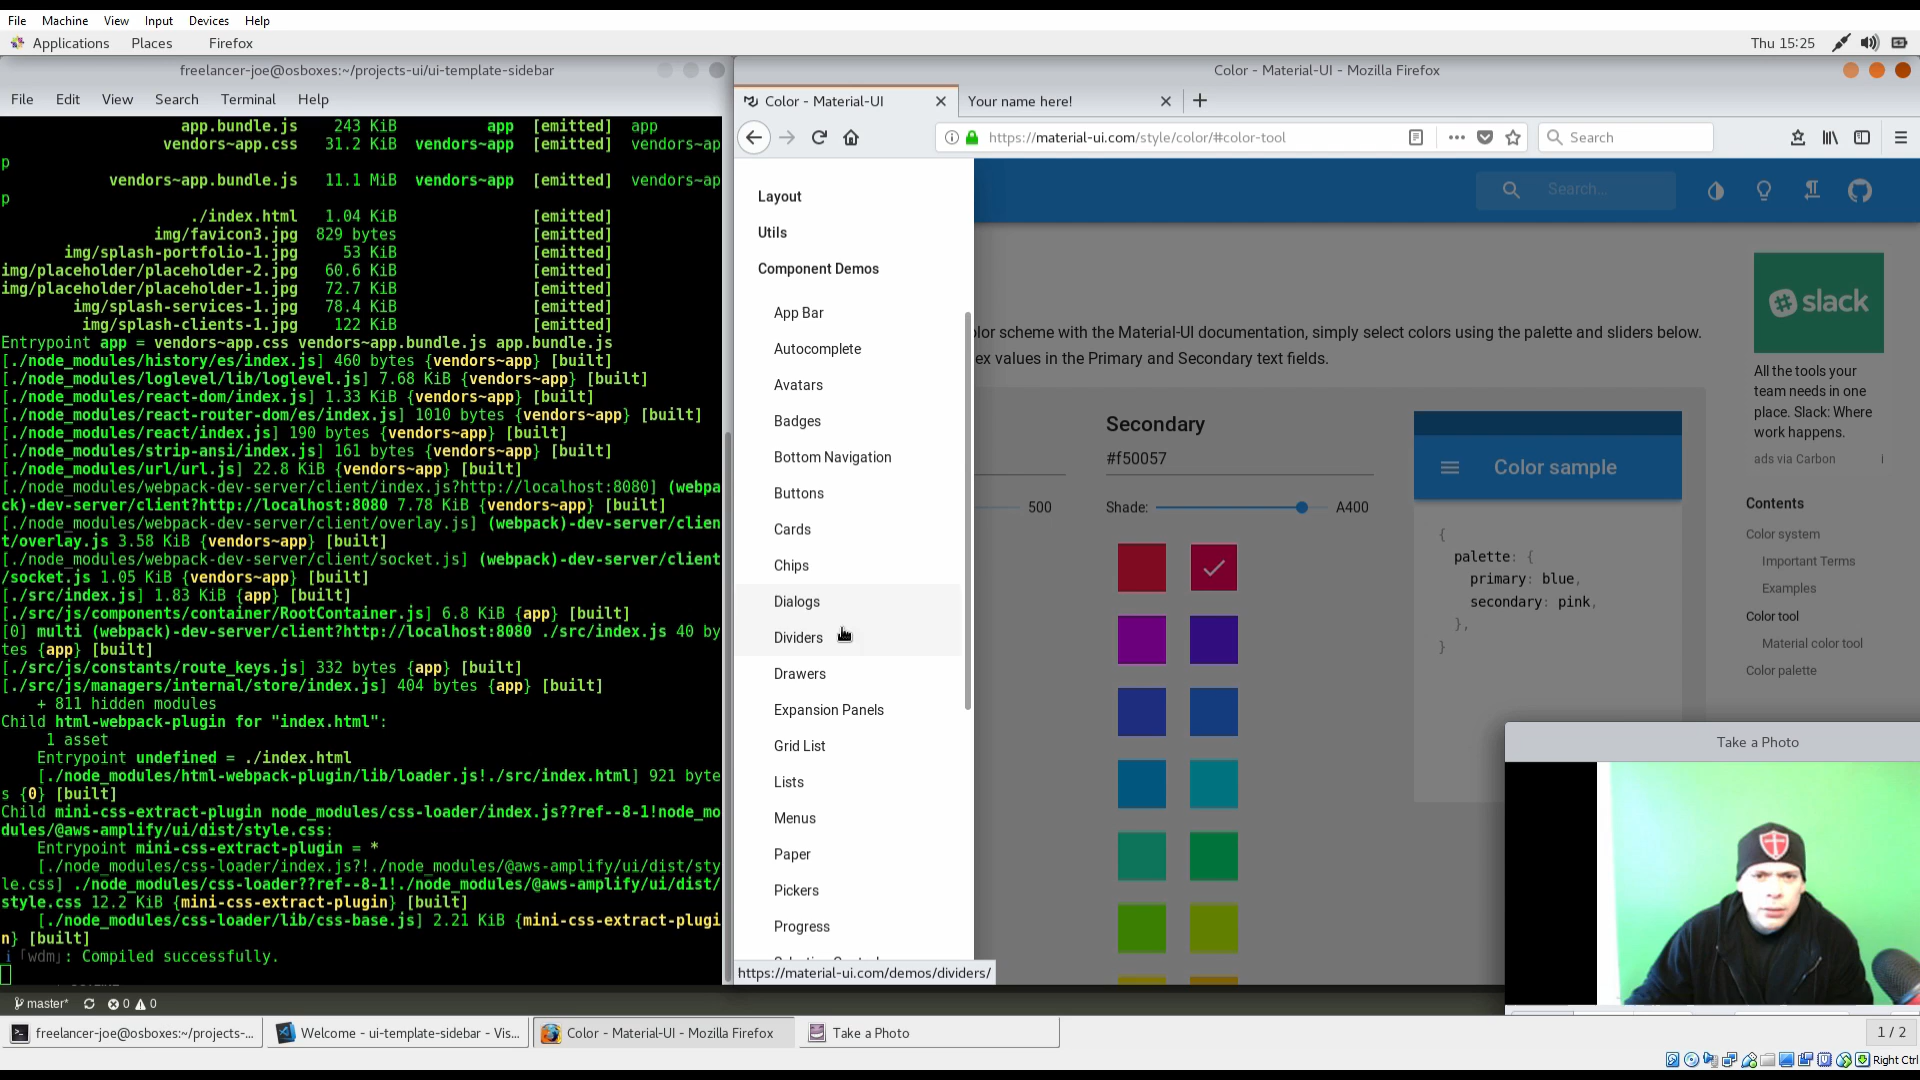 File Machine View Input Devices Help
Applications Places Firefox
Thu 15:25
freelancer-joe@osboxes:~/projects-ui/ui-template-sidebar
File Edit View Search Terminal Help
app.bundle.js 243 KiB app [emitted] app
vendors~app.css 31.2 KiB vendors~app [emitted] vendors~ap
p
vendors~app.bundle.js 11.1 MiB vendors~app [emitted] vendors~ap
p
./index.html 1.04 KiB [emitted]
img/favicon3.jpg 829 bytes [emitted]
img/splash-portfolio-1.jpg 53 KiB [emitted]
img/placeholder/placeholder-2.jpg 60.6 KiB [emitted]
img/placeholder/placeholder-1.jpg 72.7 KiB [emitted]
img/splash-services-1.jpg 78.4 KiB [emitted]
img/splash-clients-1.jpg 122 KiB [emitted]
Entrypoint app = vendors~app.css vendors~app.bundle.js app.bundle.js
[./node_modules/history/es/index.js] 460 bytes {vendors~app} [built]
[./node_modules/loglevel/lib/loglevel.js] 7.68 KiB {vendors~app} [built]
[./node_modules/react-dom/index.js] 1.33 KiB {vendors~app} [built]
[./node_modules/react-router-dom/es/index.js] 1010 bytes {vendors~app} [built]
[./node_modules/react/index.js] 190 bytes {vendors~app} [built]
[./node_modules/strip-ansi/index.js] 161 bytes {vendors~app} [built]
[./node_modules/url/url.js] 22.8 KiB {vendors~app} [built]
[./node_modules/webpack-dev-server/client/index.js?http://localhost:8080] (webpa
ck)-dev-server/client?http://localhost:8080 7.78 KiB {vendors~app} [built]
[./node_modules/webpack-dev-server/client/overlay.js] (webpack)-dev-server/clien
t/overlay.js 3.58 KiB {vendors~app} [built]
[./node_modules/webpack-dev-server/client/socket.js] (webpack)-dev-server/client
/socket.js 1.05 KiB {vendors~app} [built]
[./src/index.js] 1.83 KiB {app} [built]
[./src/js/components/container/RootContainer.js] 6.8 KiB {app} [built]
[0] multi (webpack)-dev-server/client?http://localhost:8080 ./src/index.js 40 by
tes {app} [built]
[./src/js/constants/route_keys.js] 332 bytes {app} [built]
[./src/js/managers/internal/store/index.js] 404 bytes {app} [built]
+ 811 hidden modules
Child html-webpack-plugin for "index.html":
1 asset
Entrypoint undefined = ./index.html
[./node_modules/html-webpack-plugin/lib/loader.js!./src/index.html] 921 byte
s {0} [built]
Child mini-css-extract-plugin node_modules/css-loader/index.js??ref--8-1!node_mo
dules/@aws-amplify/ui/dist/style.css:
Entrypoint mini-css-extract-plugin = *
[./node_modules/css-loader/index.js?!./node_modules/@aws-amplify/ui/dist/sty
le.css] ./node_modules/css-loader??ref--8-1!./node_modules/@aws-amplify/ui/dist/
style.css 12.2 KiB {mini-css-extract-plugin} [built]
[./node_modules/css-loader/lib/css-base.js] 2.21 KiB {mini-css-extract-plugi
n} [built]
i ｢wdm｣: Compiled successfully.
master* 0 0
Color - Material-UI - Mozilla Firefox
Color - Material-UI
Your name here!
https://material-ui.com/style/color/#color-tool
Search
Layout
Utils
Component Demos
App Bar
Autocomplete
Avatars
Badges
Bottom Navigation
Buttons
Cards
Chips
Dialogs
Dividers
Drawers
Expansion Panels
Grid List
Lists
Menus
Paper
Pickers
Progress
https://material-ui.com/demos/dividers/
Search...
olor scheme with the Material-UI documentation, simply select colors using the palette and sliders below.
ex values in the Primary and Secondary text fields.
500
Secondary
#f50057
Shade: A400
Color sample
{
palette: {
primary: blue,
secondary: pink,
},
}
slack
All the tools your
team needs in one
place. Slack: Where
work happens.
ads via Carbon i
Contents
Color system
Important Terms
Examples
Color tool
Material color tool
Color palette
Take a Photo
freelancer-joe@osboxes:~/projects-...
Welcome - ui-template-sidebar - Vis...
Color - Material-UI - Mozilla Firefox
Take a Photo
1 / 2
Right Ctrl